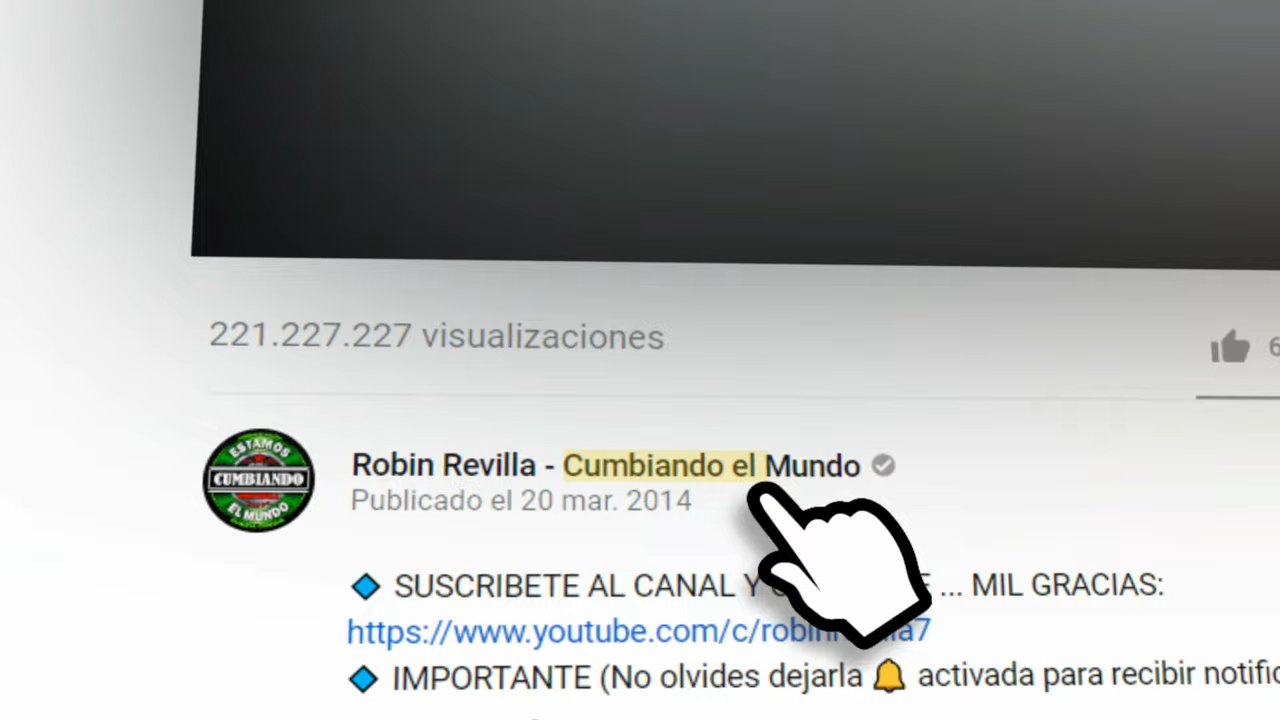 221.227.227 visualizaciones
6
ESTAMOS
CUMBIANDO
EL MUNDO
Robin Revilla - Cumbiando el Mundo
Publicado el 20 mar. 2014
SUSCRIBETE AL CANAL Y ... MIL GRACIAS:
https://www.youtube.com/c/robin
IMPORTANTE (No olvides dejarla 🔔 activada para recibir notific